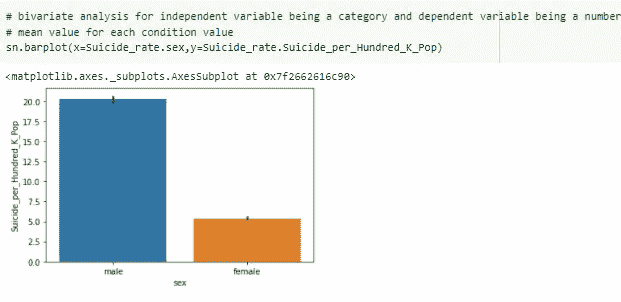 # bivariate analysis for independent variable being a category and dependent variable being a number
# mean value for each condition value
sn.barplot(x=Suicide_rate.sex,y=Suicide_rate.Suicide_per_Hundred_K_Pop)
<matplotlib.axes._subplots.AxesSubplot at 0x7f2662616c90>
Suicide_per_Hundred_K_Pop
20.0
17.5
15.0
12.5
10.0
7.5
5.0
2.5
0.0
male female
sex